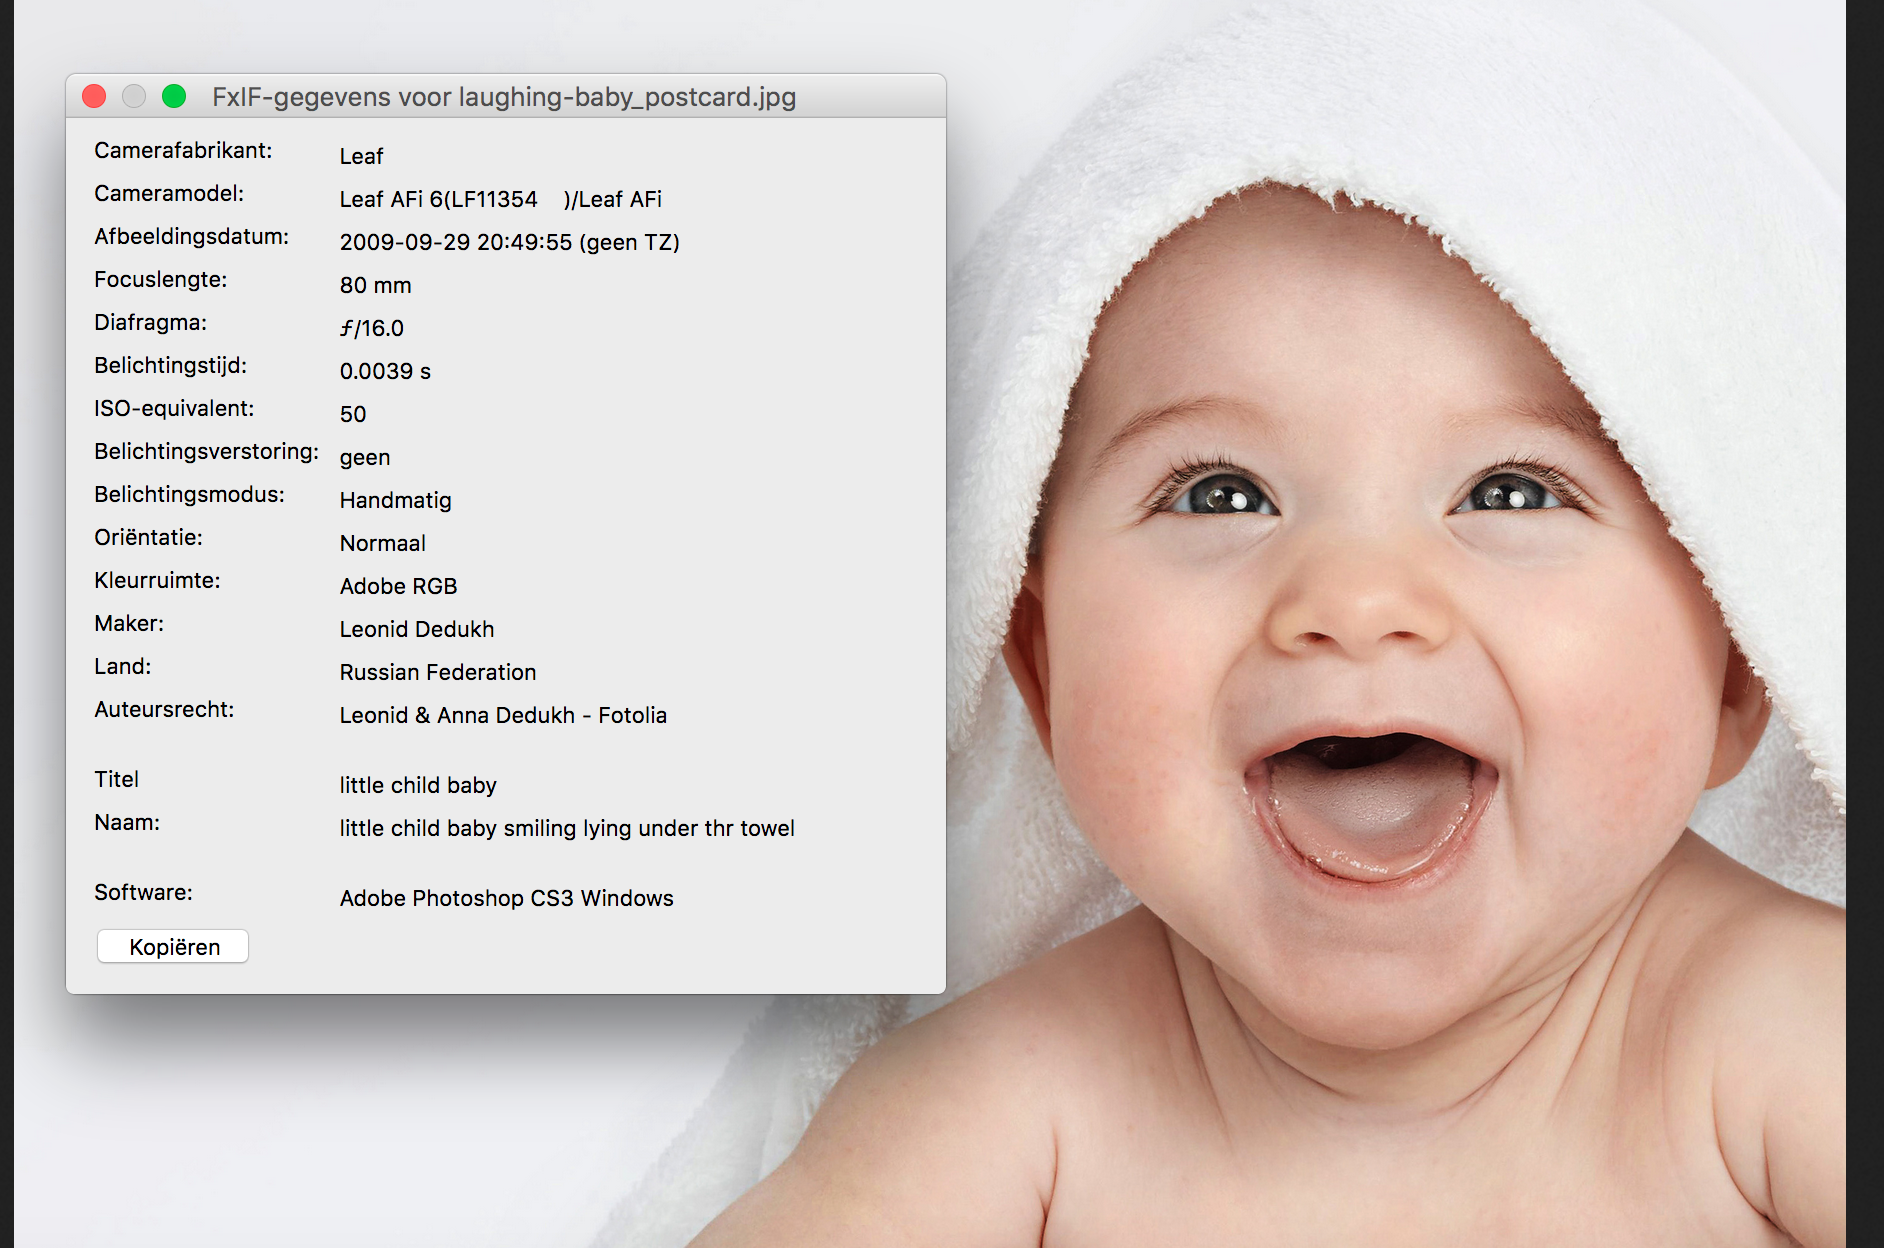 FxIF-gegevens voor laughing-baby_postcard.jpg
Camerafabrikant: Leaf
Cameramodel: Leaf AFi 6(LF11354    )/Leaf AFi
Afbeeldingsdatum: 2009-09-29 20:49:55 (geen TZ)
Focuslengte: 80 mm
Diafragma: ƒ/16.0
Belichtingstijd: 0.0039 s
ISO-equivalent: 50
Belichtingsverstoring: geen
Belichtingsmodus: Handmatig
Oriëntatie: Normaal
Kleurruimte: Adobe RGB
Maker: Leonid Dedukh
Land: Russian Federation
Auteursrecht: Leonid & Anna Dedukh - Fotolia
Titel little child baby
Naam: little child baby smiling lying under thr towel
Software: Adobe Photoshop CS3 Windows
Kopiëren